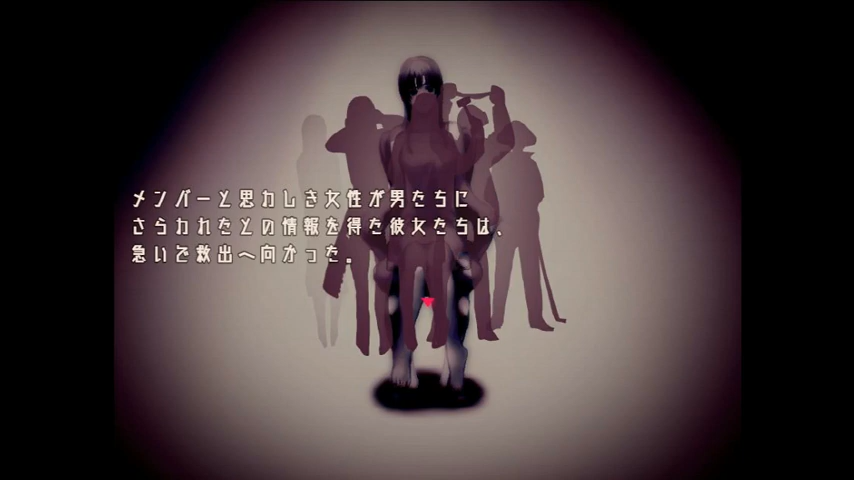 メンバーと思わしき女性が男たちに
さらわれたとの情報を得た彼女たちは、
急いで救出へ向かった。